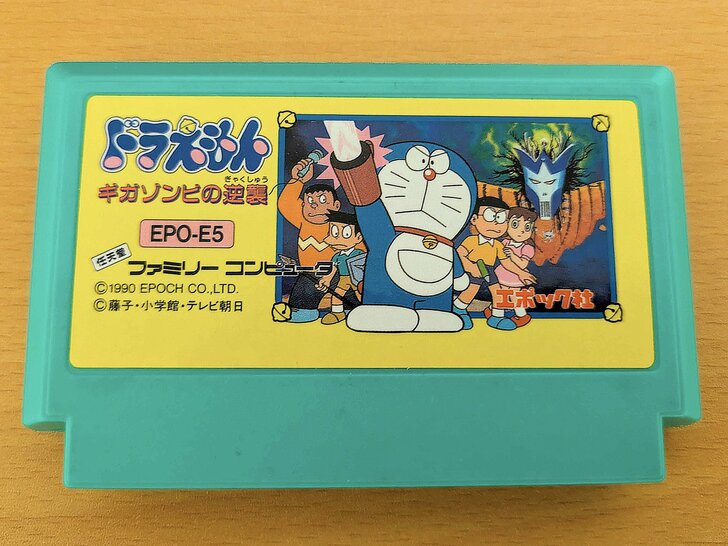 ドラえもん
ぎゃくしゅう
ギガゾンビの逆襲
EPO-E5
任天堂
ファミリー コンピュータ
©1990 EPOCH CO.,LTD.
©藤子・小学館・テレビ朝日
エポック社